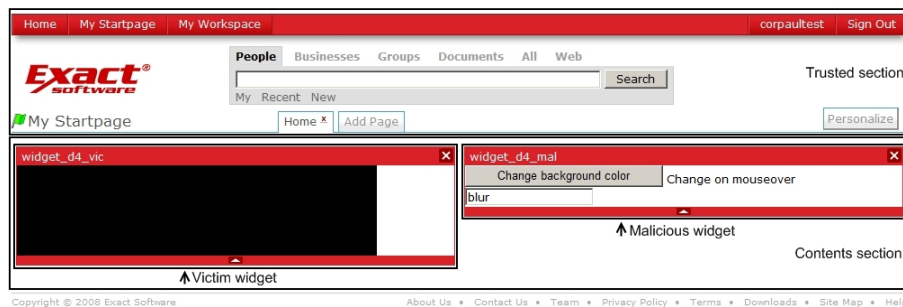 Home My Startpage My Workspace corpaultest Sign Out
People Businesses Groups Documents All Web
Exact®
software
Search
Trusted section
My Recent New
My Startpage Home x Add Page Personalize
widget_d4_vic x widget_d4_mal x
Change background color Change on mouseover
blur
Malicious widget
Contents section
Victim widget
Copyright © 2008 Exact Software About Us • Contact Us • Team • Privacy Policy • Terms • Downloads • Site Map • Help